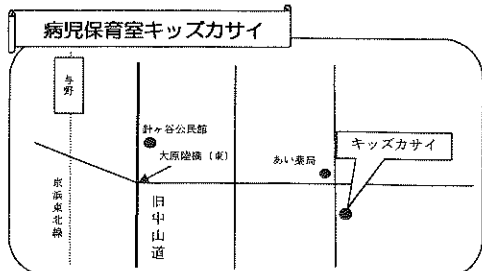 病児保育室キッズカサイ
与野
針ヶ谷公民館
大原陸橋（東）
あい薬局
キッズカサイ
京浜東北線
旧中山道